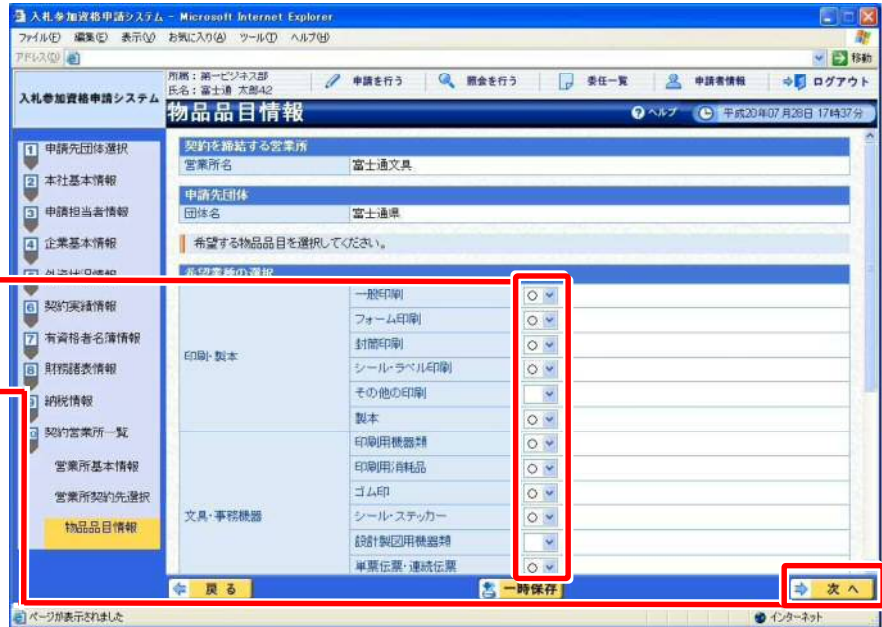 入札参加資格申請システム - Microsoft Internet Explorer
ファイル(F) 編集(E) 表示(V) お気に入り(A) ツール(T) ヘルプ(H)
アドレス(D) 移動
入札参加資格申請システム
所属：第一ビジネス部
氏名：富士通 太郎42
申請を行う 照会を行う 委任一覧 申請者情報 ログアウト
物品品目情報
ヘルプ 平成20年07月28日 17時37分
1 申請先団体選択
2 本社基本情報
3 申請担当者情報
4 企業基本情報
外資状況情報
6 契約実績情報
7 有資格者名簿情報
8 財務諸表情報
納税情報
契約営業所一覧
営業所基本情報
営業所契約先選択
物品品目情報
契約を締結する営業所
営業所名 富士通文具
申請先団体
団体名 富士通県
希望する物品品目を選択してください。
希望業種の選択
印刷・製本
一般印刷 ○
フォーム印刷 ○
封筒印刷 ○
シール・ラベル印刷 ○
その他の印刷
製本 ○
文具・事務機器
印刷用機器類 ○
印刷用消耗品 ○
ゴム印 ○
シール・ステッカー ○
設計製図用機器類
単票伝票・連続伝票 ○
戻る 一時保存 次へ
ページが表示されました インターネット